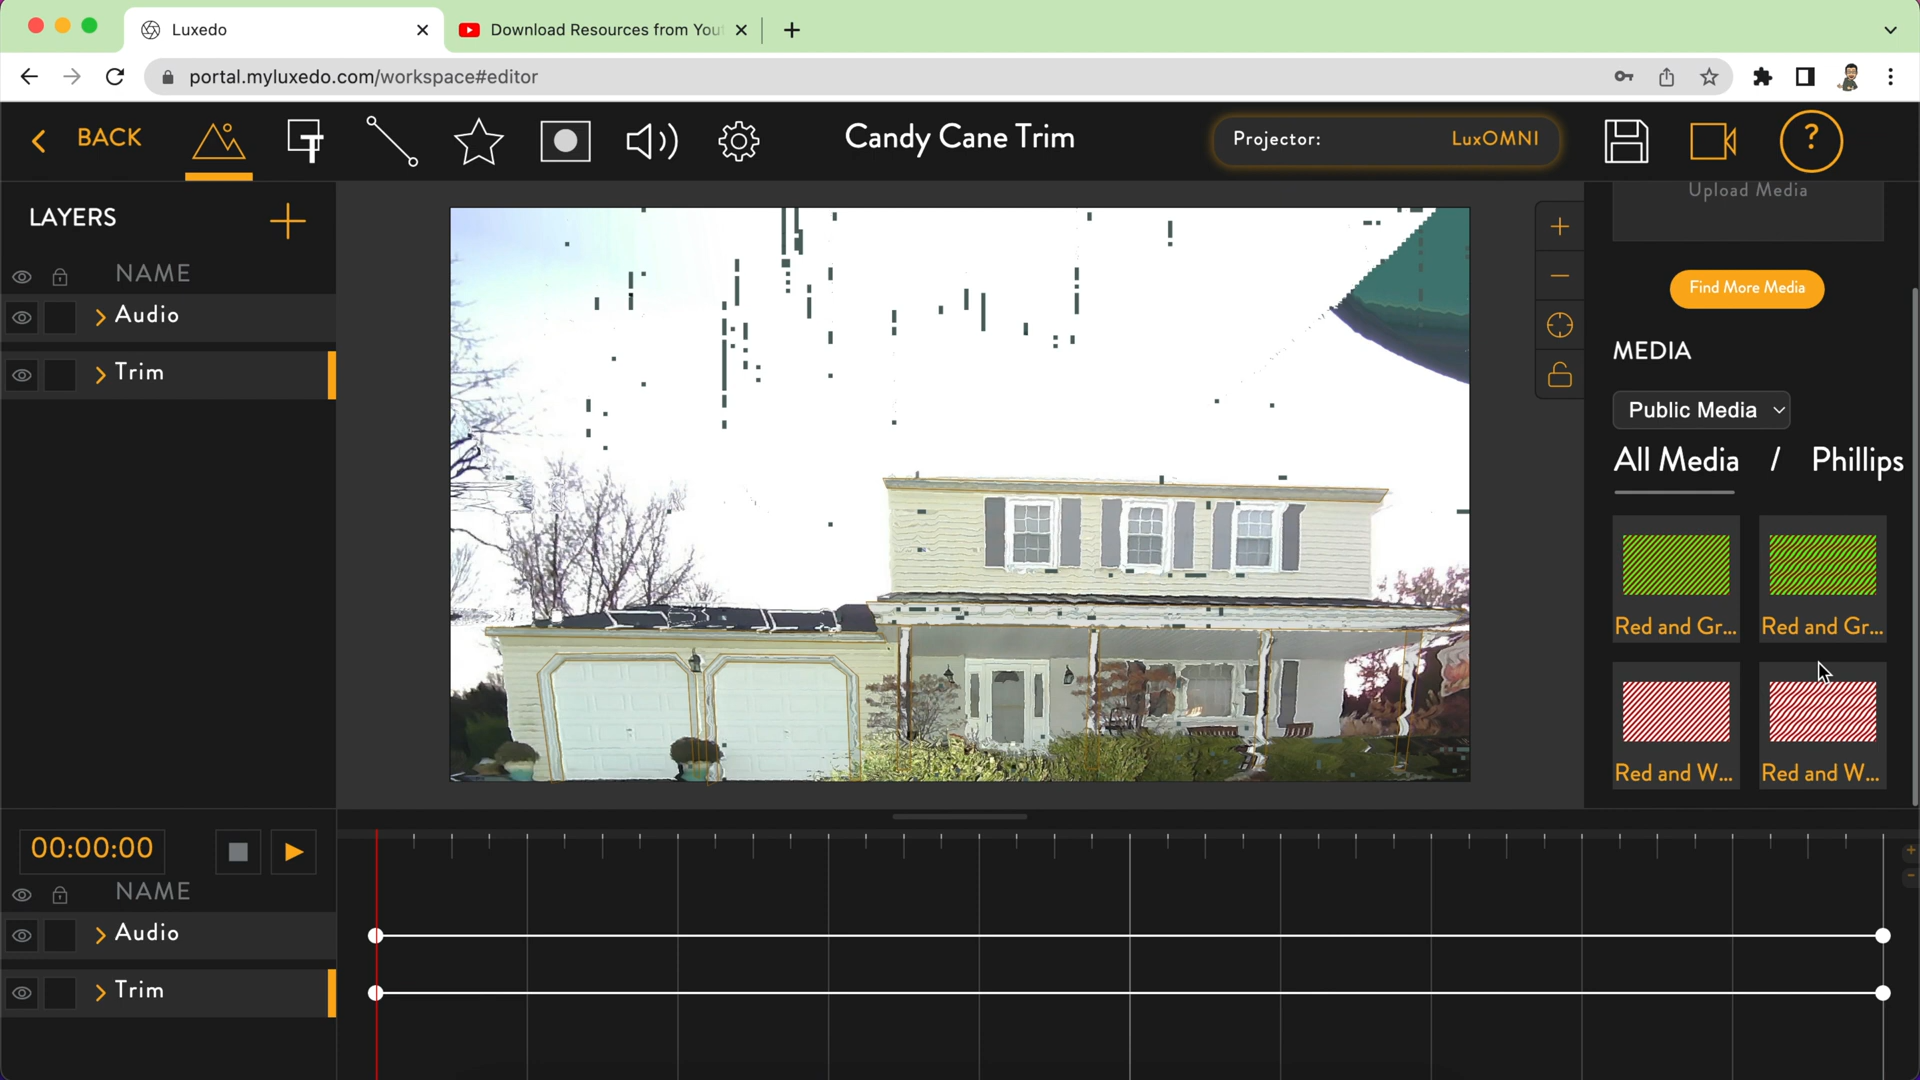 Luxedo
Download Resources from You
portal.myluxedo.com/workspace#editor
BACK
Candy Cane Trim
Projector: LuxOMNI
?
LAYERS
NAME
Audio
Trim
Upload Media
Find More Media
MEDIA
Public Media
All Media / Phillips
Red and Gr... Red and Gr...
Red and W... Red and W...
00:00:00
NAME
Audio
Trim